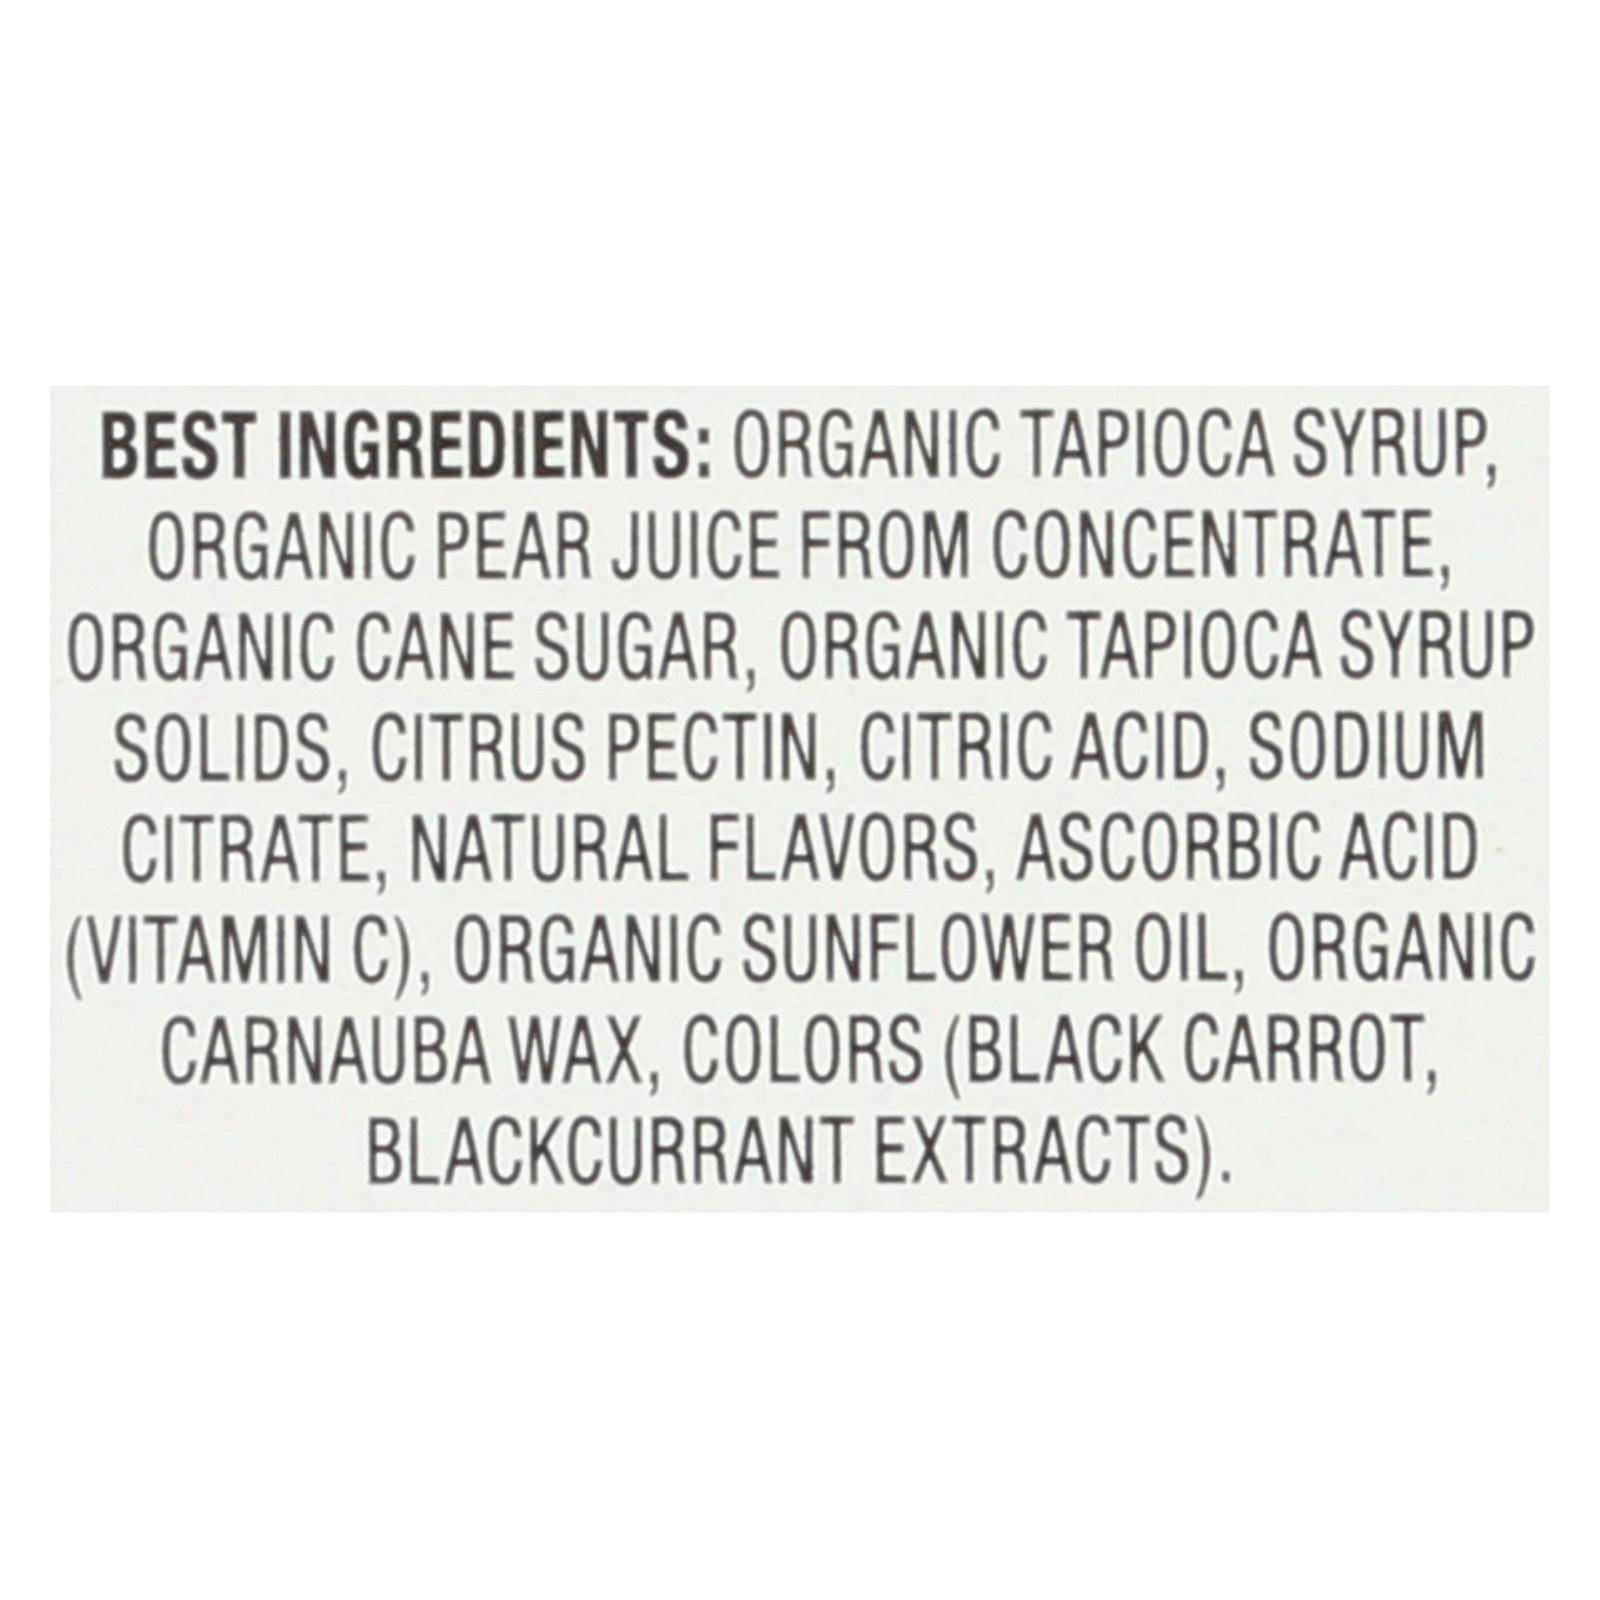 BEST INGREDIENTS: ORGANIC TAPIOCA SYRUP,
ORGANIC PEAR JUICE FROM CONCENTRATE,
ORGANIC CANE SUGAR, ORGANIC TAPIOCA SYRUP
SOLIDS, CITRUS PECTIN, CITRIC ACID, SODIUM
CITRATE, NATURAL FLAVORS, ASCORBIC ACID
(VITAMIN C), ORGANIC SUNFLOWER OIL, ORGANIC
CARNAUBA WAX, COLORS (BLACK CARROT,
BLACKCURRANT EXTRACTS).